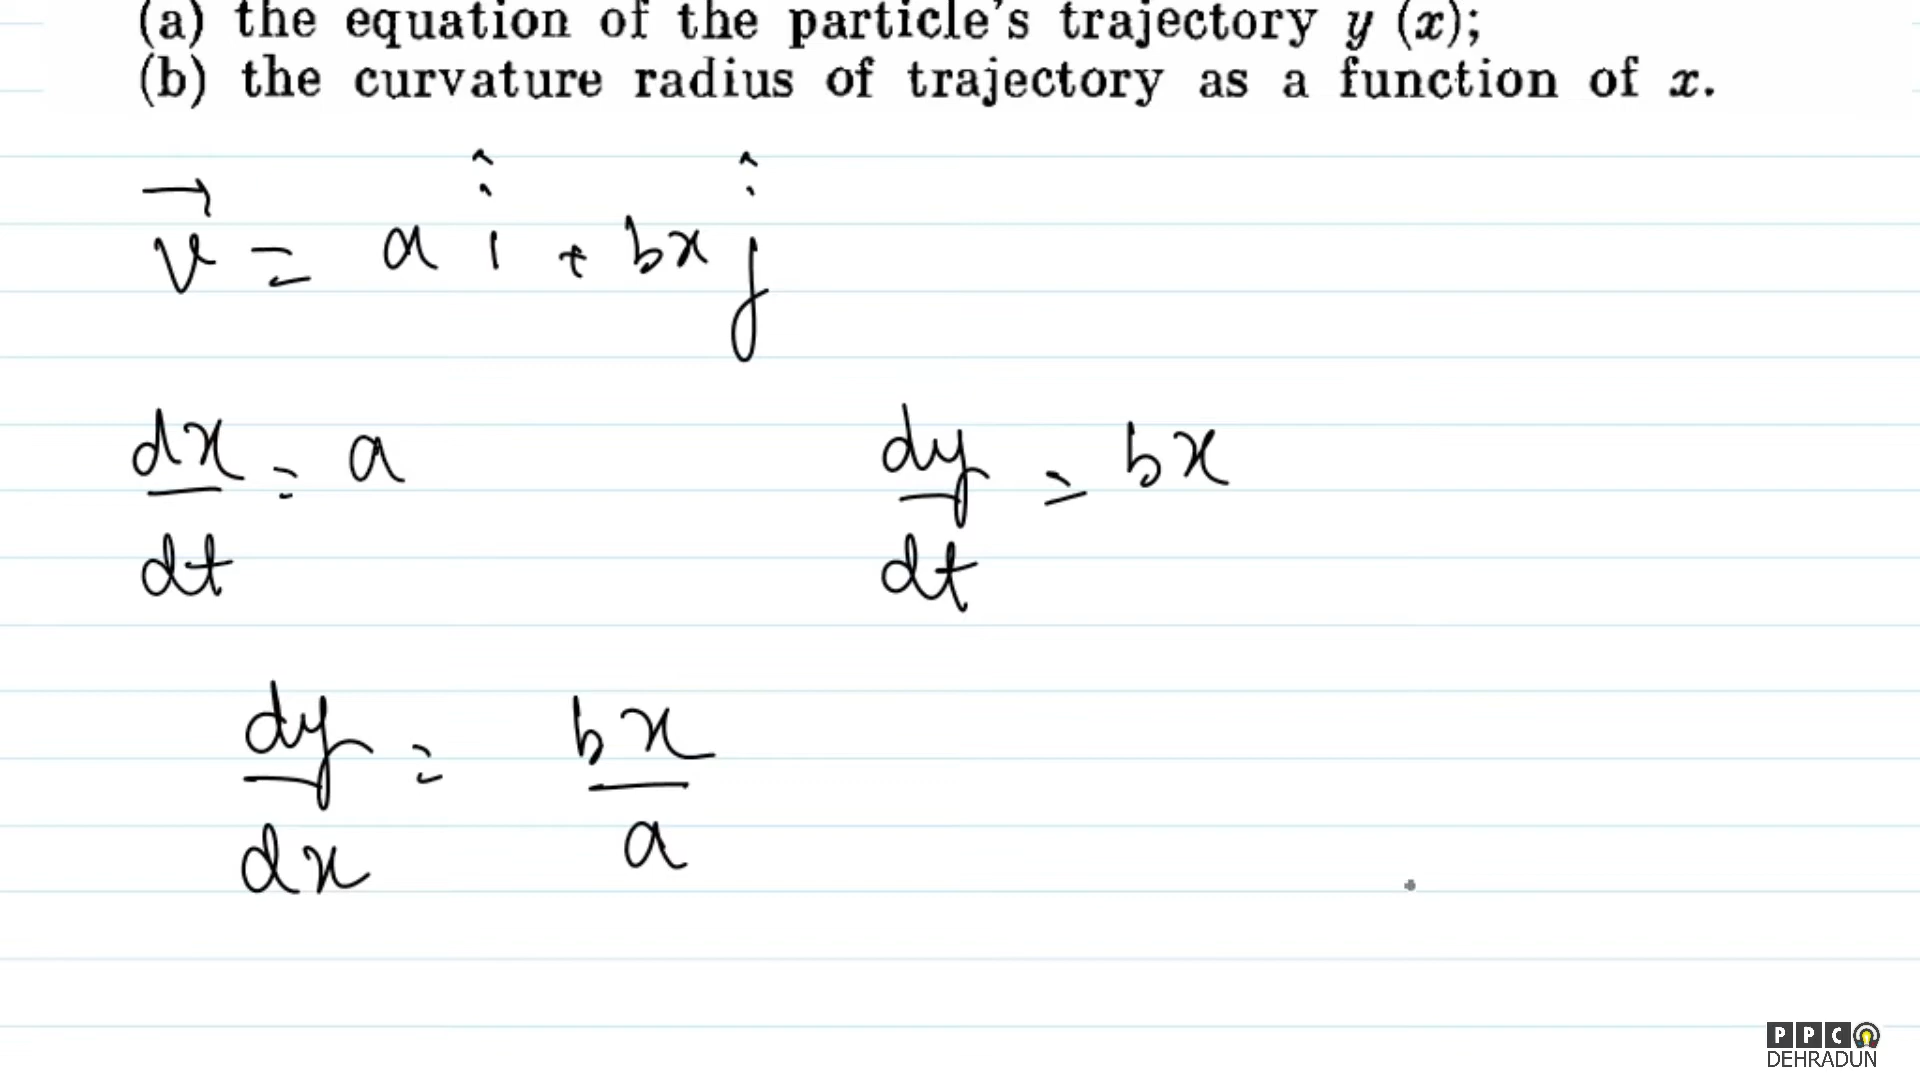 (a) the equation of the particle's trajectory y (x);
(b) the curvature radius of trajectory as a function of x.
v⃗ = a î + bx ĵ
dx/dt = a
dy/dt = bx
dy/dx = bx/a
PPC
DEHRADUN